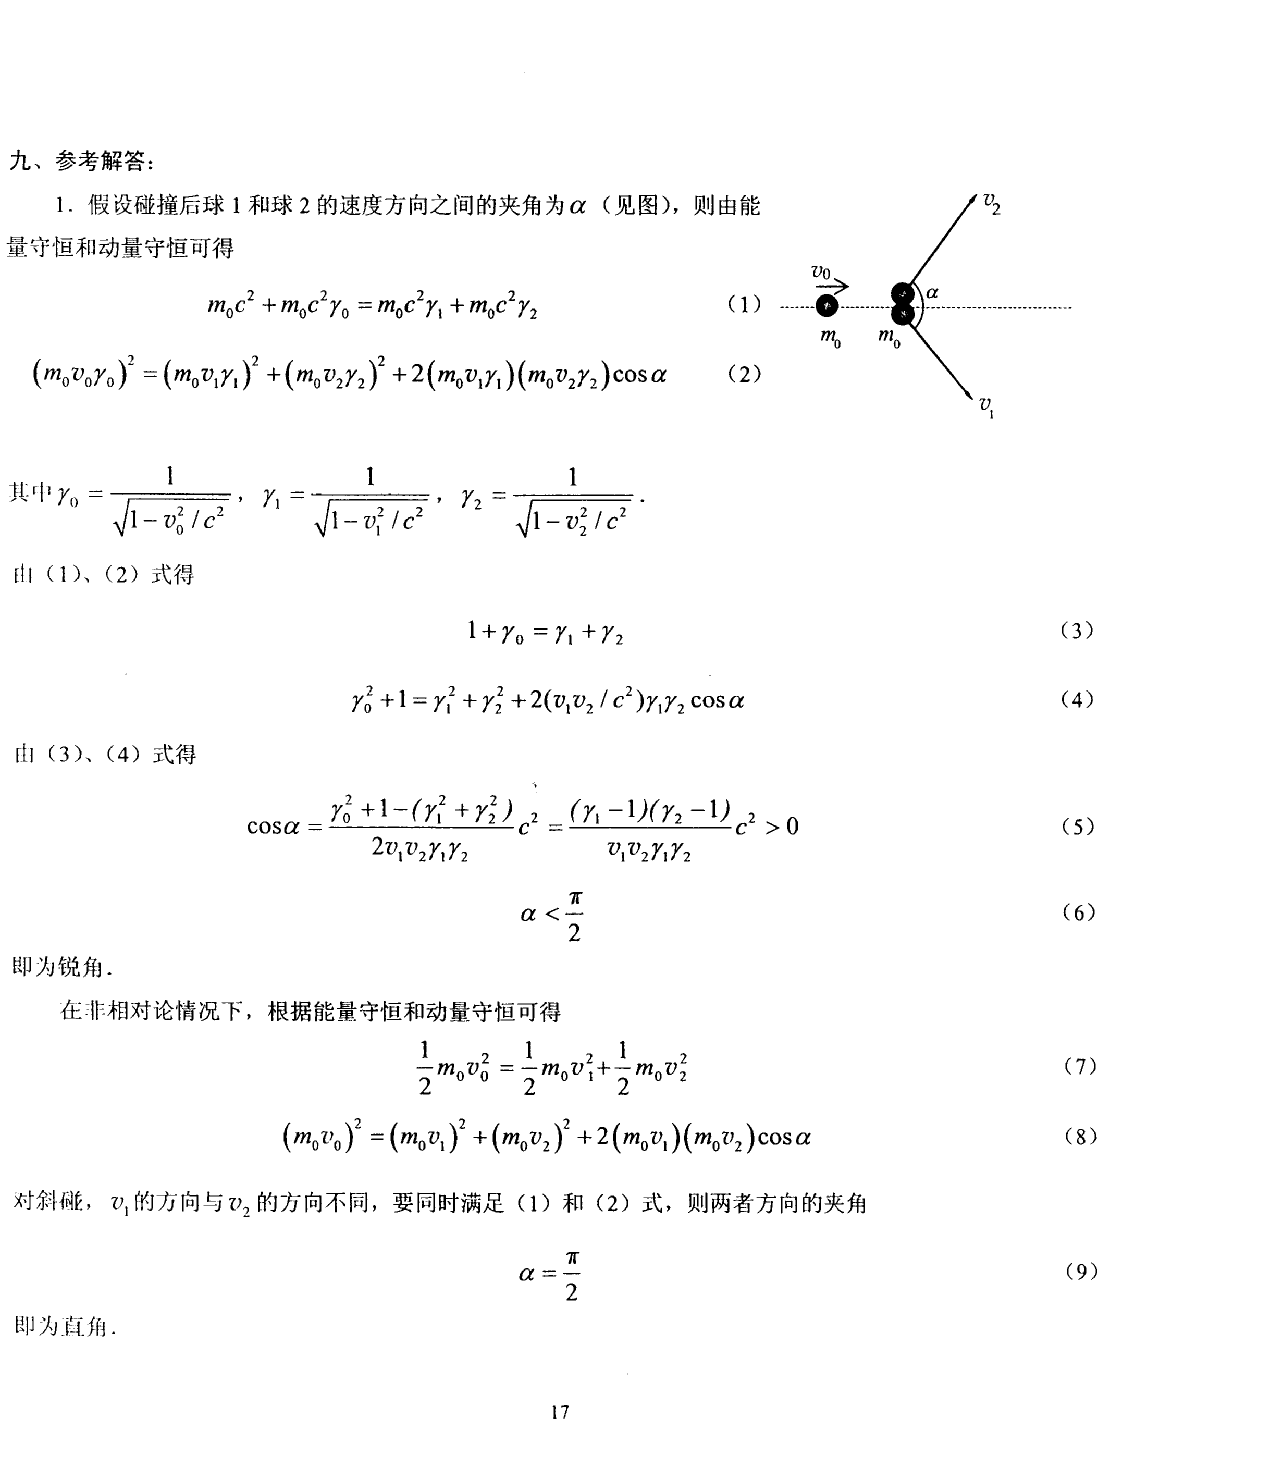 九、参考解答：
1．假设碰撞后球 1 和球 2 的速度方向之间的夹角为 α （见图），则由能
量守恒和动量守恒可得
m₀c² + m₀c²γ₀ = m₀c²γ₁ + m₀c²γ₂ （1）
(m₀v₀γ₀)² = (m₀v₁γ₁)² + (m₀v₂γ₂)² + 2(m₀v₁γ₁)(m₀v₂γ₂)cosα （2）
v₂
v₀
α
m₀ m₀
v₁
其中 γ₀ = 1/√(1 − v₀²/c²)， γ₁ = 1/√(1 − v₁²/c²)， γ₂ = 1/√(1 − v₂²/c²)．
由（1）、（2）式得
1 + γ₀ = γ₁ + γ₂ （3）
γ₀² + 1 = γ₁² + γ₂² + 2(v₁v₂ / c²)γ₁γ₂ cosα （4）
由（3）、（4）式得
cosα = (γ₀² + 1 − (γ₁² + γ₂²))/(2v₁v₂γ₁γ₂) c² = ((γ₁ − 1)(γ₂ − 1))/(v₁v₂γ₁γ₂) c² > 0 （5）
α < π/2 （6）
即为锐角．
在非相对论情况下，根据能量守恒和动量守恒可得
1/2 m₀v₀² = 1/2 m₀v₁² + 1/2 m₀v₂² （7）
(m₀v₀)² = (m₀v₁)² + (m₀v₂)² + 2(m₀v₁)(m₀v₂)cosα （8）
对斜碰， v₁ 的方向与 v₂ 的方向不同，要同时满足（1）和（2）式，则两者方向的夹角
α = π/2 （9）
即为直角．
17